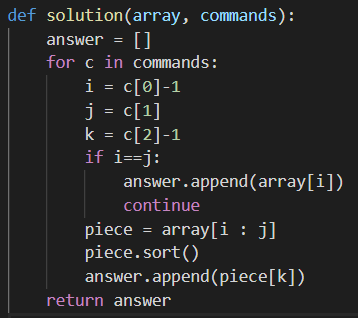 def solution(array, commands):
    answer = []
    for c in commands:
        i = c[0]-1
        j = c[1]
        k = c[2]-1
        if i==j:
            answer.append(array[i])
            continue
        piece = array[i : j]
        piece.sort()
        answer.append(piece[k])
    return answer